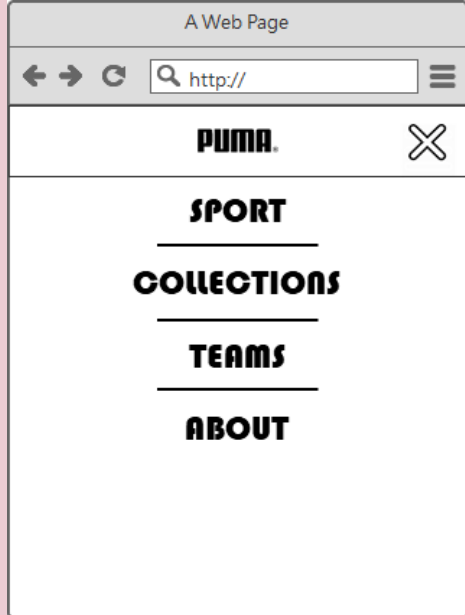 A Web Page
http://
PUMA.
SPORT
COLLECTIONS
TEAMS
ABOUT